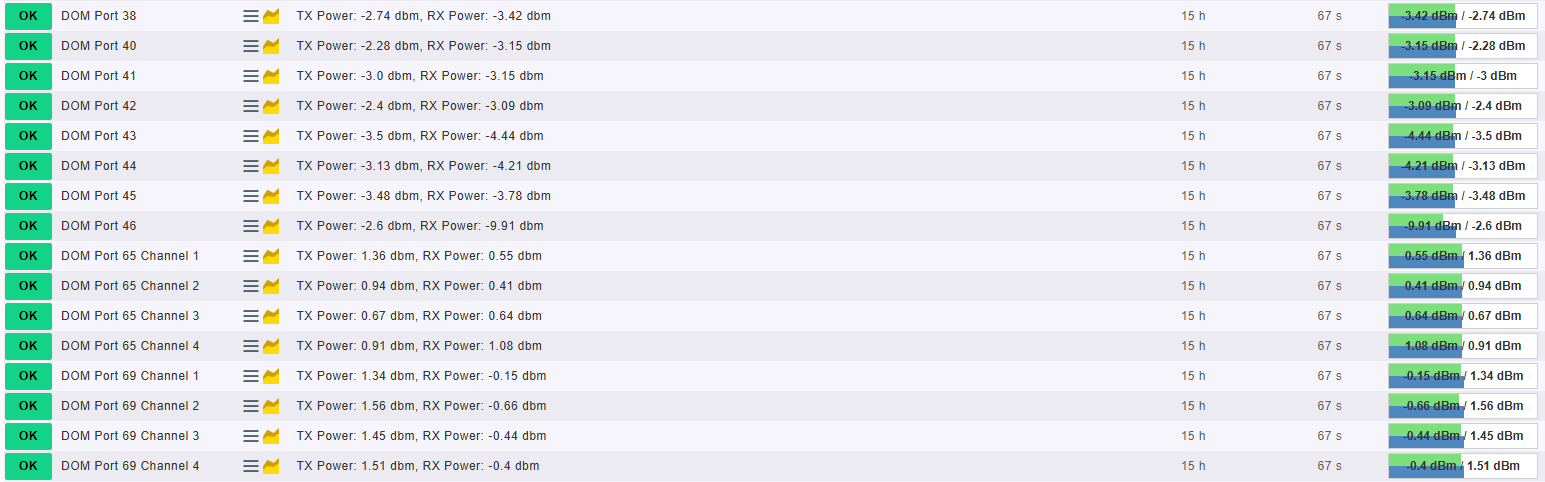 OK DOM Port 38 TX Power: -2.74 dbm, RX Power: -3.42 dbm 15 h 67 s -3.42 dBm / -2.74 dBm
OK DOM Port 40 TX Power: -2.28 dbm, RX Power: -3.15 dbm 15 h 67 s -3.15 dBm / -2.28 dBm
OK DOM Port 41 TX Power: -3.0 dbm, RX Power: -3.15 dbm 15 h 67 s -3.15 dBm / -3 dBm
OK DOM Port 42 TX Power: -2.4 dbm, RX Power: -3.09 dbm 15 h 67 s -3.09 dBm / -2.4 dBm
OK DOM Port 43 TX Power: -3.5 dbm, RX Power: -4.44 dbm 15 h 67 s -4.44 dBm / -3.5 dBm
OK DOM Port 44 TX Power: -3.13 dbm, RX Power: -4.21 dbm 15 h 67 s -4.21 dBm / -3.13 dBm
OK DOM Port 45 TX Power: -3.48 dbm, RX Power: -3.78 dbm 15 h 67 s -3.78 dBm / -3.48 dBm
OK DOM Port 46 TX Power: -2.6 dbm, RX Power: -9.91 dbm 15 h 67 s -9.91 dBm / -2.6 dBm
OK DOM Port 65 Channel 1 TX Power: 1.36 dbm, RX Power: 0.55 dbm 15 h 67 s 0.55 dBm / 1.36 dBm
OK DOM Port 65 Channel 2 TX Power: 0.94 dbm, RX Power: 0.41 dbm 15 h 67 s 0.41 dBm / 0.94 dBm
OK DOM Port 65 Channel 3 TX Power: 0.67 dbm, RX Power: 0.64 dbm 15 h 67 s 0.64 dBm / 0.67 dBm
OK DOM Port 65 Channel 4 TX Power: 0.91 dbm, RX Power: 1.08 dbm 15 h 67 s 1.08 dBm / 0.91 dBm
OK DOM Port 69 Channel 1 TX Power: 1.34 dbm, RX Power: -0.15 dbm 15 h 67 s -0.15 dBm / 1.34 dBm
OK DOM Port 69 Channel 2 TX Power: 1.56 dbm, RX Power: -0.66 dbm 15 h 67 s -0.66 dBm / 1.56 dBm
OK DOM Port 69 Channel 3 TX Power: 1.45 dbm, RX Power: -0.44 dbm 15 h 67 s -0.44 dBm / 1.45 dBm
OK DOM Port 69 Channel 4 TX Power: 1.51 dbm, RX Power: -0.4 dbm 15 h 67 s -0.4 dBm / 1.51 dBm